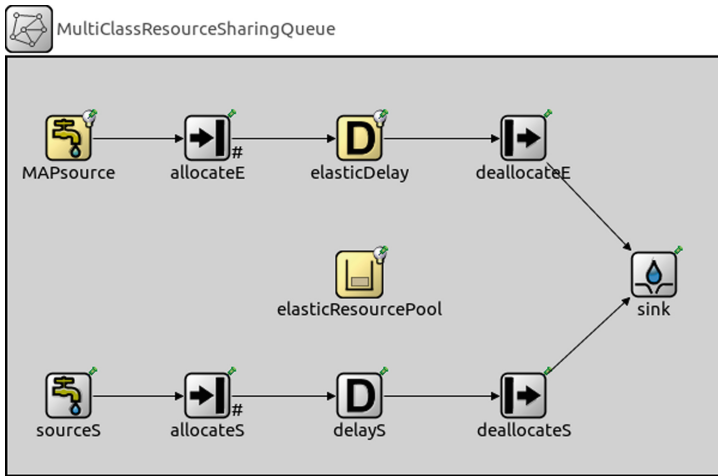 MultiClassResourceSharingQueue
MAPsource
#
allocateE
D
elasticDelay
deallocateE
elasticResourcePool
sink
sourceS
#
allocateS
D
delayS
deallocateS